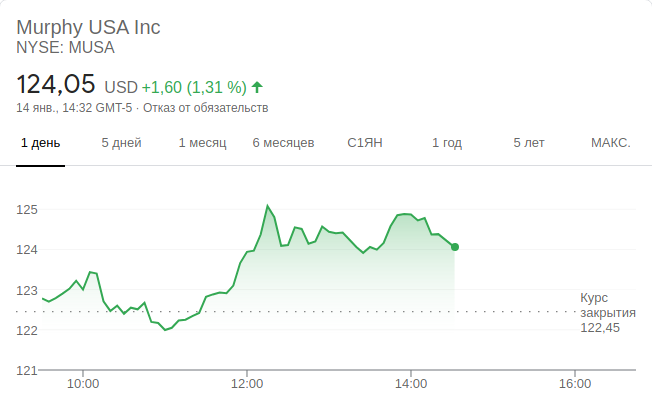 Murphy USA Inc
NYSE: MUSA
124,05 USD +1,60 (1,31 %)
14 янв., 14:32 GMT-5 · Отказ от обязательств
1 день 5 дней 1 месяц 6 месяцев С1ЯН 1 год 5 лет МАКС.
125
124
123
122
121
Курс
закрытия
122,45
10:00 12:00 14:00 16:00